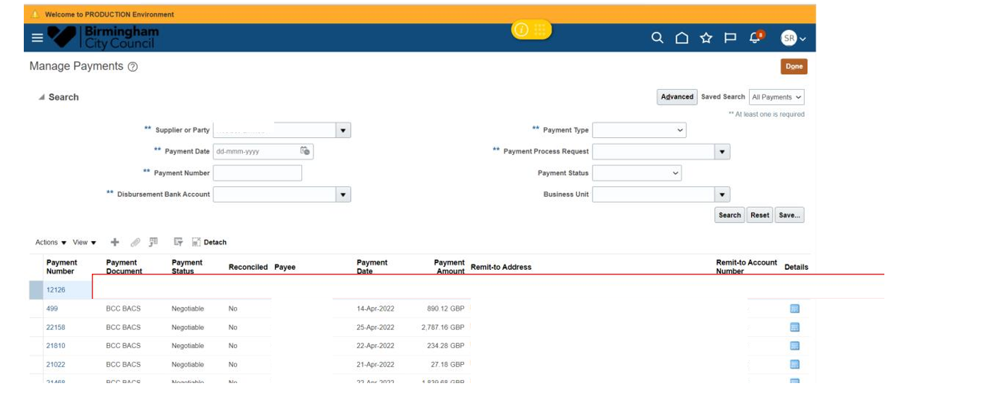 Welcome to PRODUCTION Environment
Birmingham
City Council
8
SR
Manage Payments ?
Done
Search
Advanced Saved Search All Payments
** At least one is required
** Supplier or Party
** Payment Type
** Payment Date dd-mmm-yyyy
** Payment Process Request
** Payment Number
Payment Status
** Disbursement Bank Account
Business Unit
Search Reset Save...
Actions View Detach
Payment Number Payment Document Payment Status Reconciled Payee Payment Date Payment Amount Remit-to Address Remit-to Account Number Details
12126
499 BCC BACS Negotiable No 14-Apr-2022 890.12 GBP
22158 BCC BACS Negotiable No 25-Apr-2022 2,787.16 GBP
21810 BCC BACS Negotiable No 22-Apr-2022 234.28 GBP
21022 BCC BACS Negotiable No 21-Apr-2022 27.18 GBP
21468 BCC BACS Negotiable No 22-Apr-2022 1,839.68 GBP